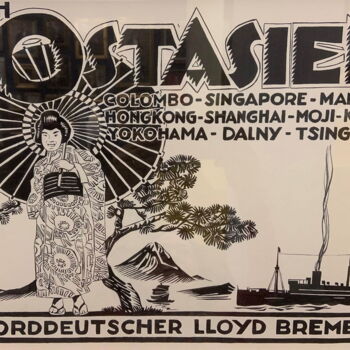 H
OSTASIE
COLOMBO-SINGAPORE-MA
HONGKONG-SHANGHAI-MOJI-
YOKOHAMA - DALNY - TSING
ORDDEUTSCHER LLOYD BREME